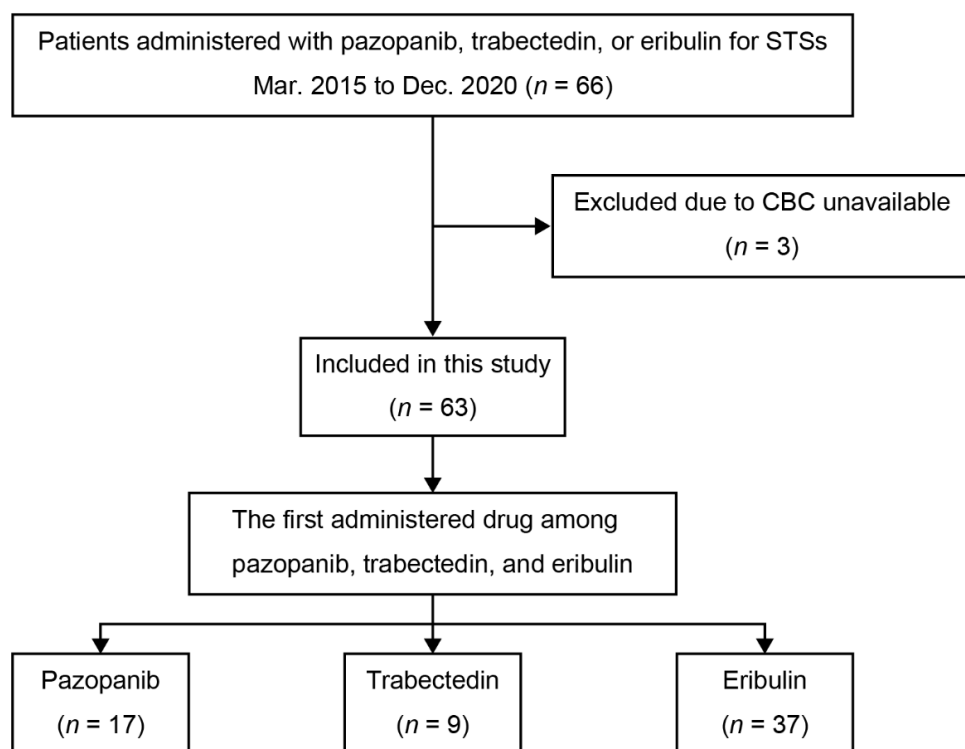 Patients administered with pazopanib, trabectedin, or eribulin for STSs
Mar. 2015 to Dec. 2020 (n = 66)
Excluded due to CBC unavailable
(n = 3)
Included in this study
(n = 63)
The first administered drug among
pazopanib, trabectedin, and eribulin
Pazopanib
(n = 17)
Trabectedin
(n = 9)
Eribulin
(n = 37)